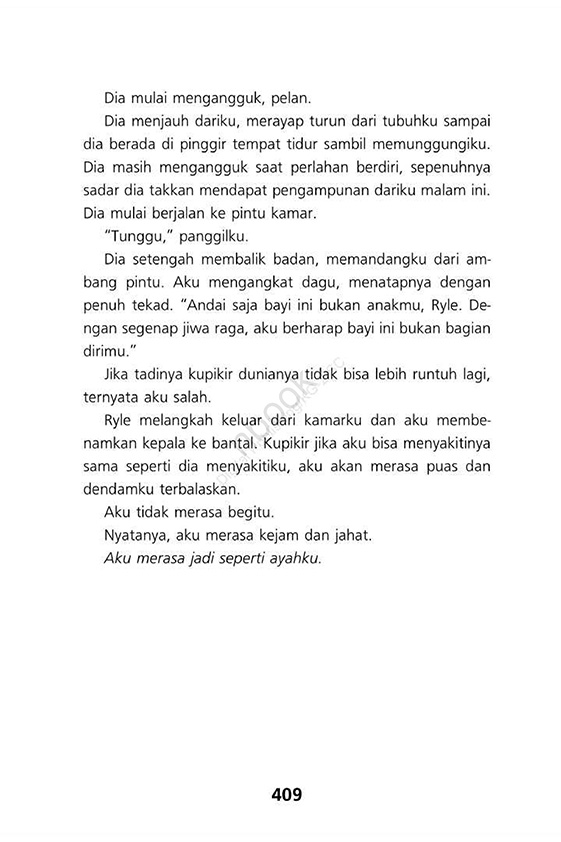 Dia mulai mengangguk, pelan.
Dia menjauh dariku, merayap turun dari tubuhku sampai
dia berada di pinggir tempat tidur sambil memunggungiku.
Dia masih mengangguk saat perlahan berdiri, sepenuhnya
sadar dia takkan mendapat pengampunan dariku malam ini.
Dia mulai berjalan ke pintu kamar.
“Tunggu,” panggilku.
Dia setengah membalik badan, memandangku dari am-
bang pintu. Aku mengangkat dagu, menatapnya dengan
penuh tekad. “Andai saja bayi ini bukan anakmu, Ryle. De-
ngan segenap jiwa raga, aku berharap bayi ini bukan bagian
dirimu.”
Jika tadinya kupikir dunianya tidak bisa lebih runtuh lagi,
ternyata aku salah.
Ryle melangkah keluar dari kamarku dan aku membe-
namkan kepala ke bantal. Kupikir jika aku bisa menyakitinya
sama seperti dia menyakitiku, aku akan merasa puas dan
dendamku terbalaskan.
Aku tidak merasa begitu.
Nyatanya, aku merasa kejam dan jahat.
Aku merasa jadi seperti ayahku.
409